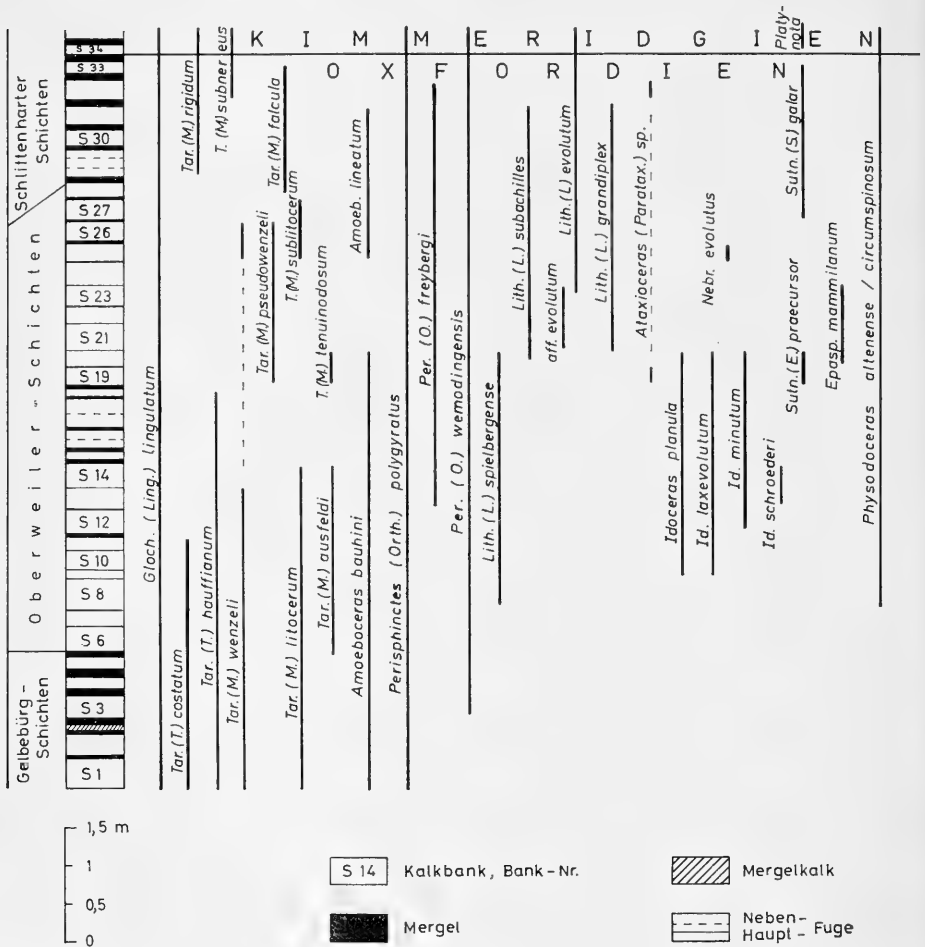 K I M M E R I D G I E N
O X F O R D I E N
Platynota
Schlittenharter Schichten
Oberweiler-Schichten
Gelbebürg-Schichten
S 34
S 33
S 30
S 27
S 26
S 23
S 21
S 19
S 14
S 12
S 10
S 8
S 6
S 3
S 1
Gloch. (Ling.) lingulatum
Tar. (T.) costatum
Tar. (M.) rigidum
Tar. (T.) hauffianum
T. (M.) subnereus
Tar. (M.) wenzeli
Tar. (M.) pseudowenzeli
Tar. (M.) falcula
T. (M.) sublitocerum
Tar. (M.) litocerum
T. (M.) tenuinodosum
Tar. (M.) ausfeldi
Amoeb. lineatum
Amoeboceras bauhini
Perisphinctes (Orth.) polygyratus
Per. (O.) freybergi
Per. (O.) wemodingensis
Lith. (L.) spielbergense
Lith. (L.) subachilles
aff. evolutum
Lith. (L.) evolutum
Lith. (L.) grandiplex
Ataxioceras (Paratax.) sp.
Idoceras planula
Id. laxevolutum
Nebr. evolutus
Id. minutum
Id. schroederi
Sutn. (E.) praecursor
Sutn. (S.) galar
Epasp. mammilanum
Physodoceras altenense / circumspinosum
1,5 m
1
0,5
0
S 14 Kalkbank, Bank-Nr.
Mergel
Mergelkalk
Neben-
Haupt- Fuge